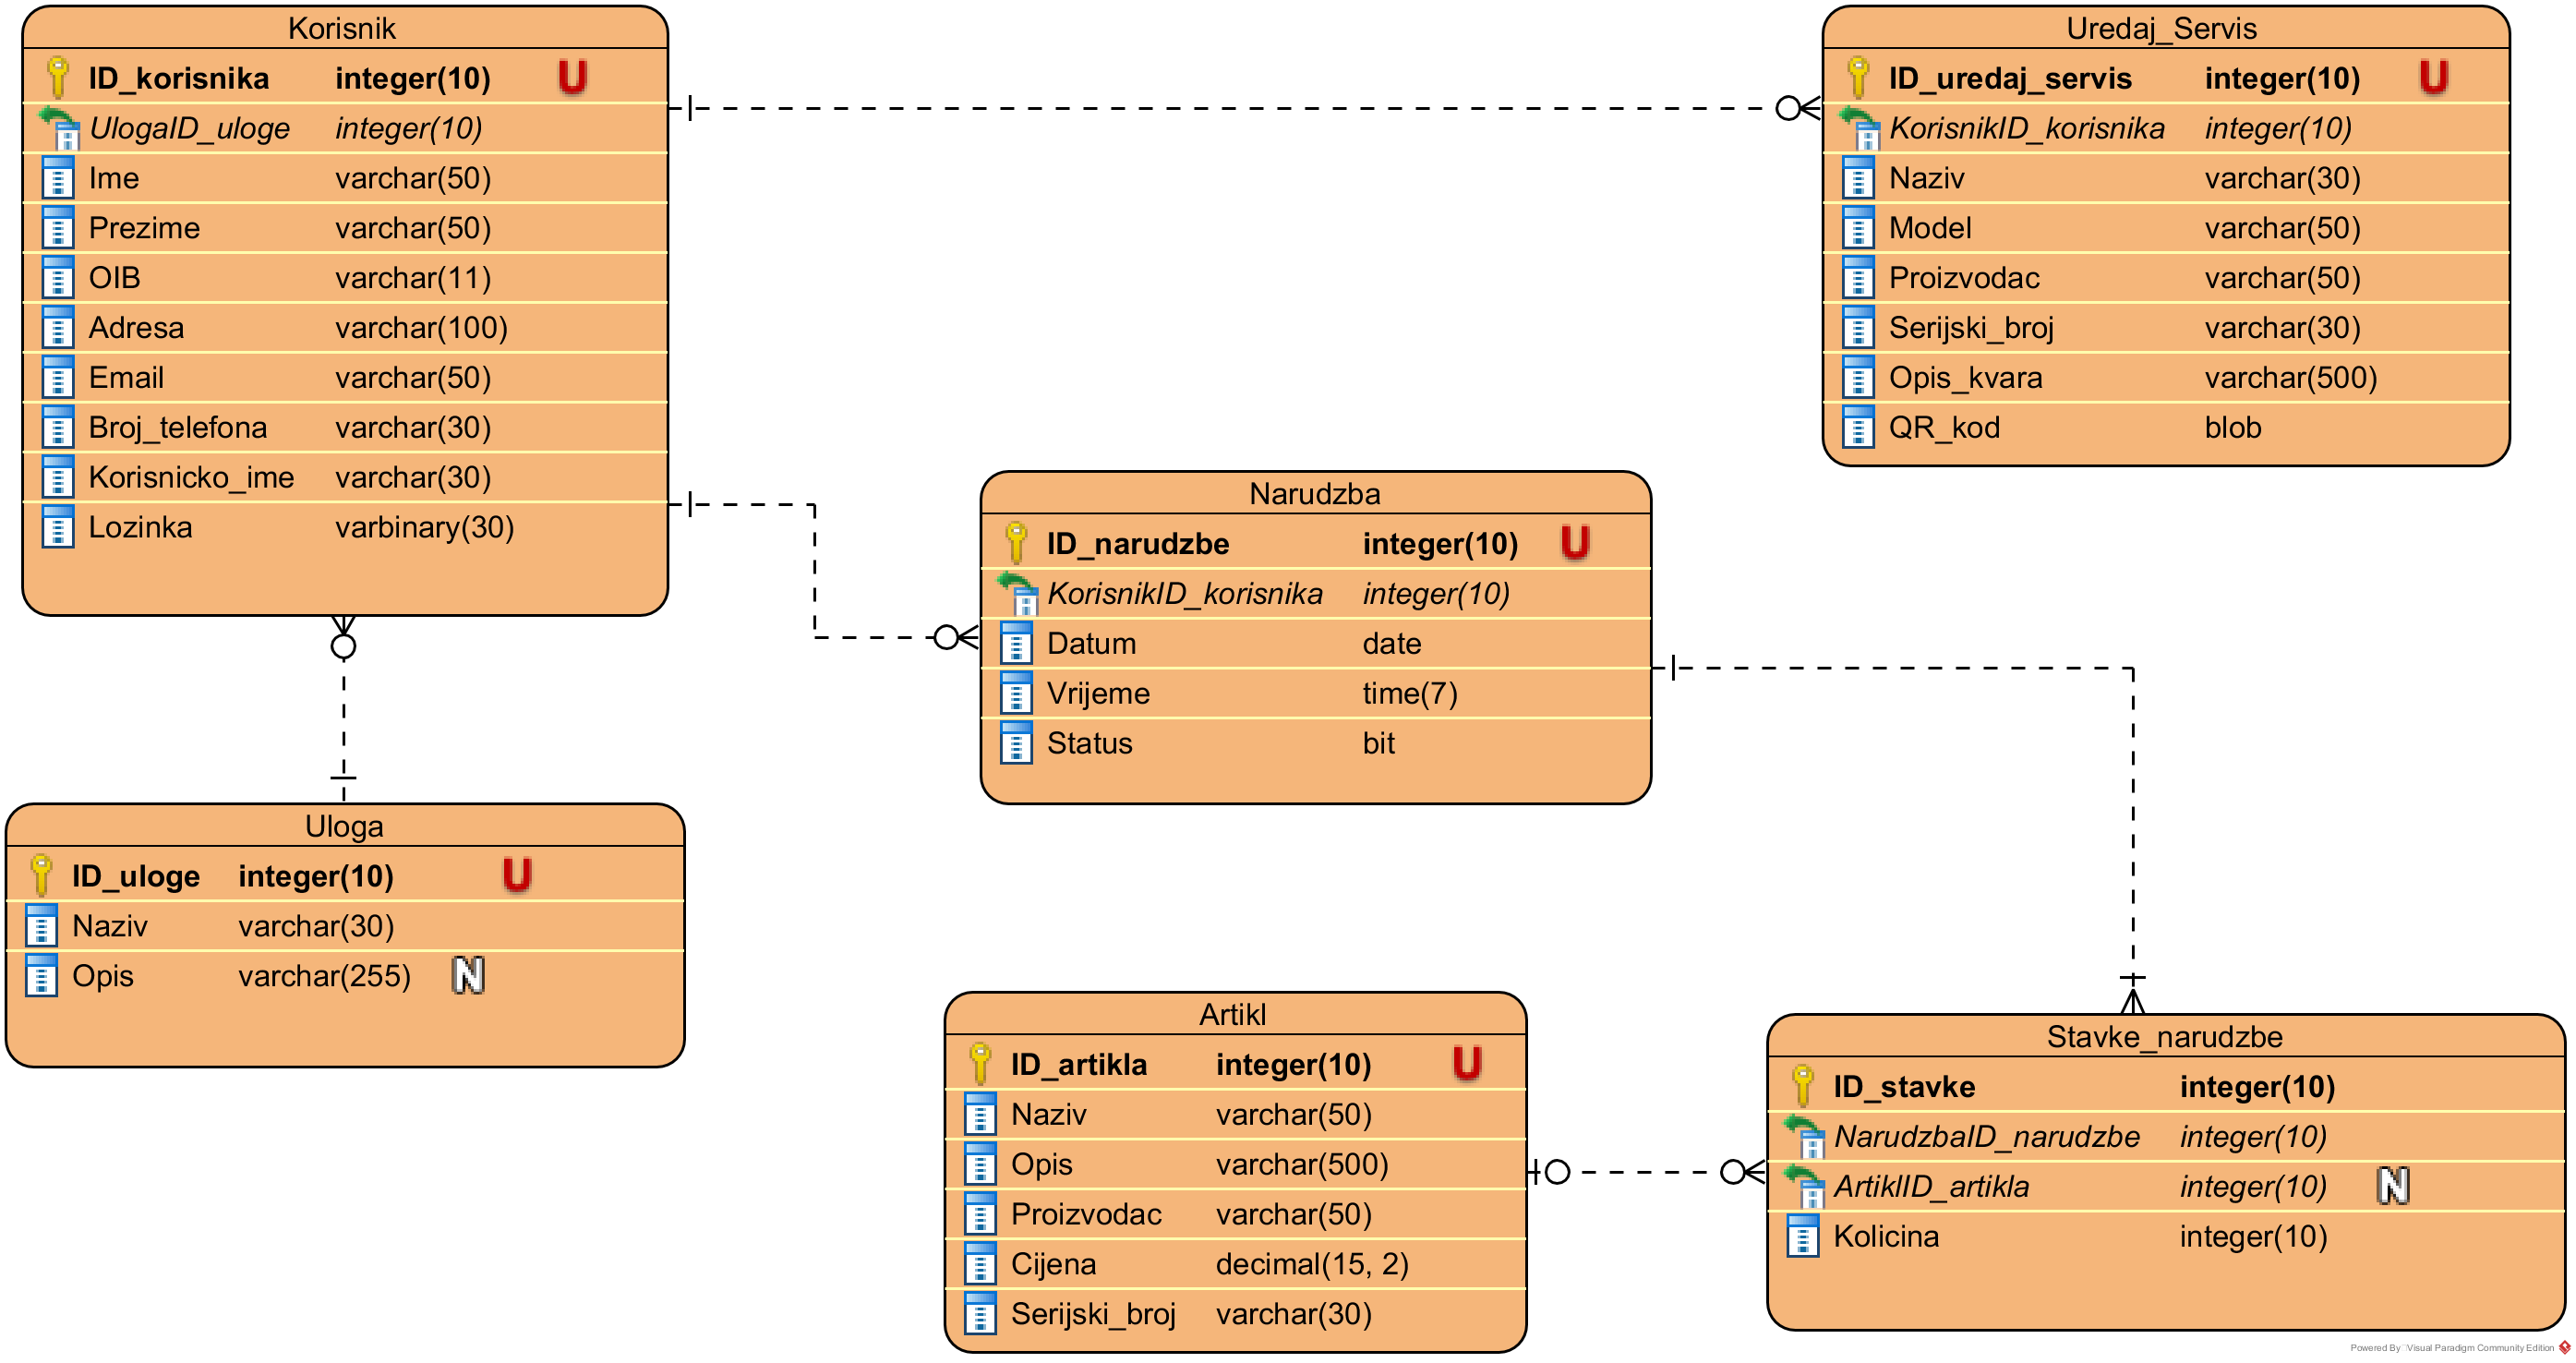 Korisnik
ID_korisnika integer(10) U
UlogaID_uloge integer(10)
Ime varchar(50)
Prezime varchar(50)
OIB varchar(11)
Adresa varchar(100)
Email varchar(50)
Broj_telefona varchar(30)
Korisnicko_ime varchar(30)
Lozinka varbinary(30)
Uredaj_Servis
ID_uredaj_servis integer(10) U
KorisnikID_korisnika integer(10)
Naziv varchar(30)
Model varchar(50)
Proizvodac varchar(50)
Serijski_broj varchar(30)
Opis_kvara varchar(500)
QR_kod blob
Narudzba
ID_narudzbe integer(10) U
KorisnikID_korisnika integer(10)
Datum date
Vrijeme time(7)
Status bit
Uloga
ID_uloge integer(10) U
Naziv varchar(30)
Opis varchar(255) N
Artikl
ID_artikla integer(10) U
Naziv varchar(50)
Opis varchar(500)
Proizvodac varchar(50)
Cijena decimal(15, 2)
Serijski_broj varchar(30)
Stavke_narudzbe
ID_stavke integer(10)
NarudzbaID_narudzbe integer(10)
ArtiklID_artikla integer(10) N
Kolicina integer(10)
Powered By Visual Paradigm Community Edition